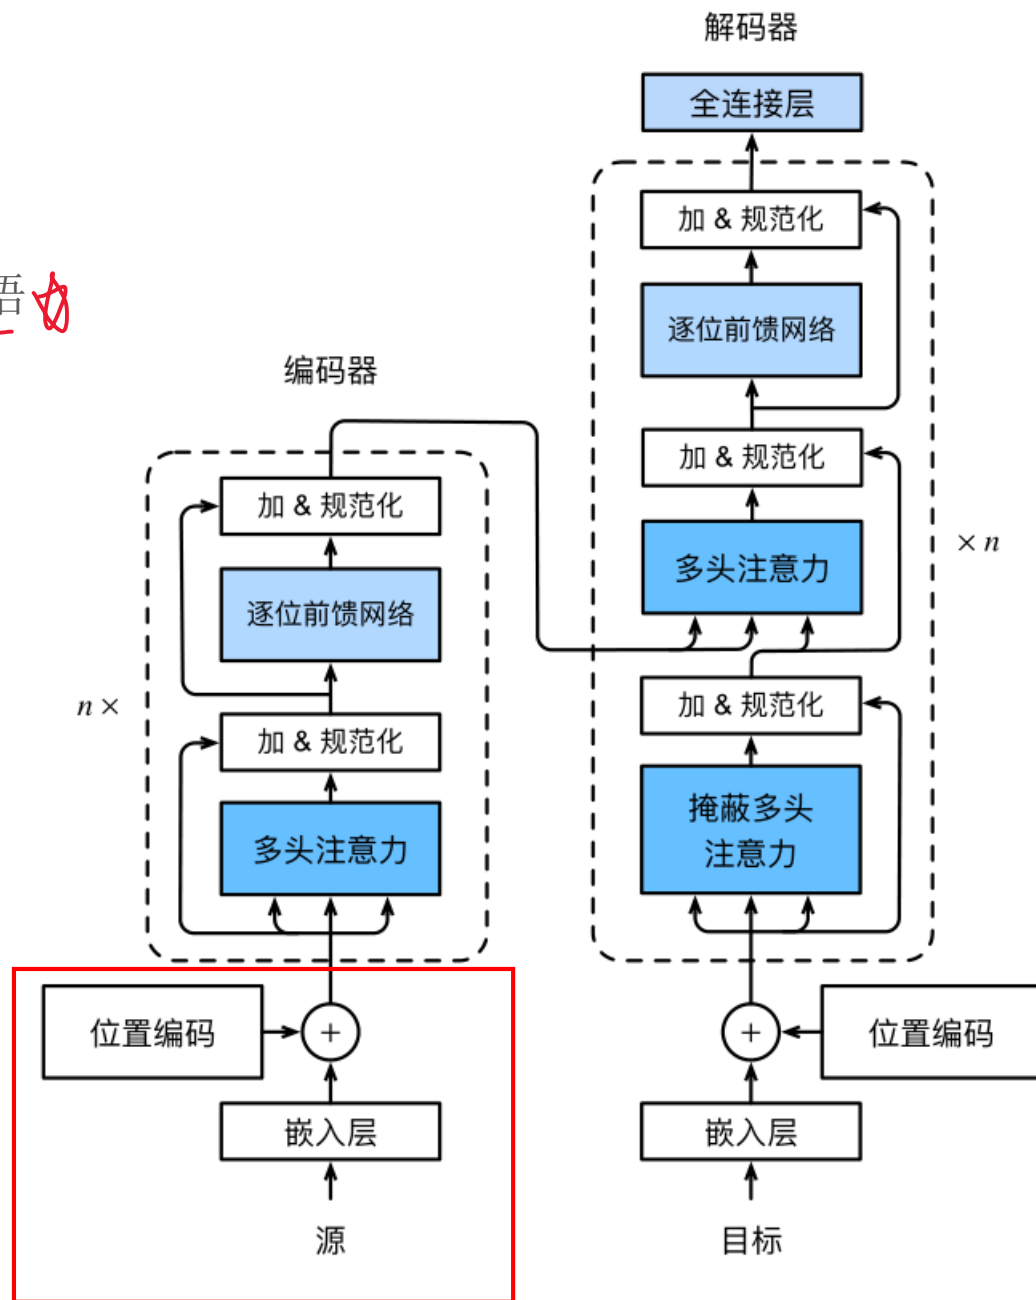 解码器
全连接层
加 & 规范化
逐位前馈网络
加 & 规范化
多头注意力
× n
加 & 规范化
掩蔽多头
注意力
位置编码
嵌入层
目标
编码器
加 & 规范化
逐位前馈网络
n ×
加 & 规范化
多头注意力
位置编码
嵌入层
源